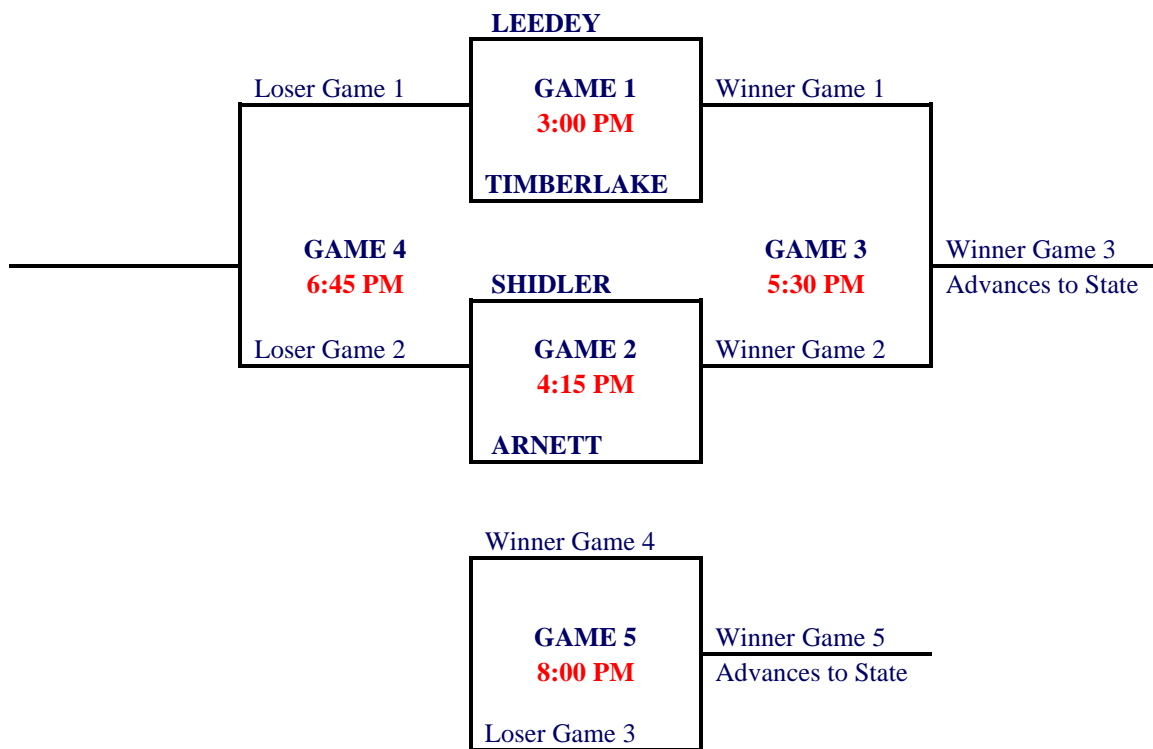 LEEDEY
Loser Game 1
GAME 1
Winner Game 1
3:00 PM
TIMBERLAKE
GAME 4
GAME 3
Winner Game 3
6:45 PM
SHIDLER
5:30 PM
Advances to State
Loser Game 2
GAME 2
Winner Game 2
4:15 PM
ARNETT
Winner Game 4
GAME 5
Winner Game 5
8:00 PM
Advances to State
Loser Game 3